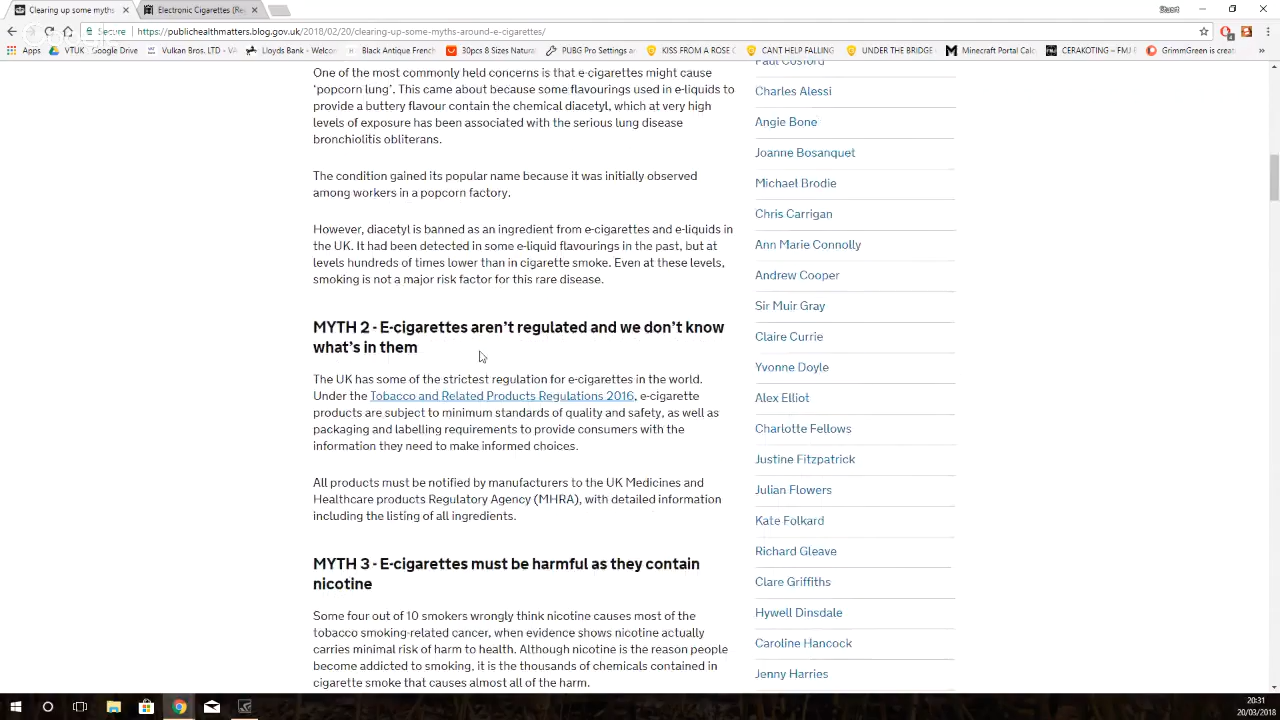 Clearing up some myths
Electronic Cigarettes (Re
Secure
https://publichealthmatters.blog.gov.uk/2018/02/20/clearing-up-some-myths-around-e-cigarettes/
Apps VTUK Google Drive Vulkan Bros. LTD - VA Lloyds Bank - Welcom Black Antique French 30pcs 8 Sizes Natural PUBG Pro Settings an KISS FROM A ROSE C CANT HELP FALLING UNDER THE BRIDGE Minecraft Portal Calc CERAKOTING – FMJ-B GrimmGreen is creati
One of the most commonly held concerns is that e-cigarettes might cause
‘popcorn lung’. This came about because some flavourings used in e-liquids to
provide a buttery flavour contain the chemical diacetyl, which at very high
levels of exposure has been associated with the serious lung disease
bronchiolitis obliterans.
The condition gained its popular name because it was initially observed
among workers in a popcorn factory.
However, diacetyl is banned as an ingredient from e-cigarettes and e-liquids in
the UK. It had been detected in some e-liquid flavourings in the past, but at
levels hundreds of times lower than in cigarette smoke. Even at these levels,
smoking is not a major risk factor for this rare disease.
MYTH 2 - E-cigarettes aren’t regulated and we don’t know
what’s in them
The UK has some of the strictest regulation for e-cigarettes in the world.
Under the Tobacco and Related Products Regulations 2016, e-cigarette
products are subject to minimum standards of quality and safety, as well as
packaging and labelling requirements to provide consumers with the
information they need to make informed choices.
All products must be notified by manufacturers to the UK Medicines and
Healthcare products Regulatory Agency (MHRA), with detailed information
including the listing of all ingredients.
MYTH 3 - E-cigarettes must be harmful as they contain
nicotine
Some four out of 10 smokers wrongly think nicotine causes most of the
tobacco smoking-related cancer, when evidence shows nicotine actually
carries minimal risk of harm to health. Although nicotine is the reason people
become addicted to smoking, it is the thousands of chemicals contained in
cigarette smoke that causes almost all of the harm.
Paul Cosford
Charles Alessi
Angie Bone
Joanne Bosanquet
Michael Brodie
Chris Carrigan
Ann Marie Connolly
Andrew Cooper
Sir Muir Gray
Claire Currie
Yvonne Doyle
Alex Elliot
Charlotte Fellows
Justine Fitzpatrick
Julian Flowers
Kate Folkard
Richard Gleave
Clare Griffiths
Hywell Dinsdale
Caroline Hancock
Jenny Harries
20:31
20/03/2018